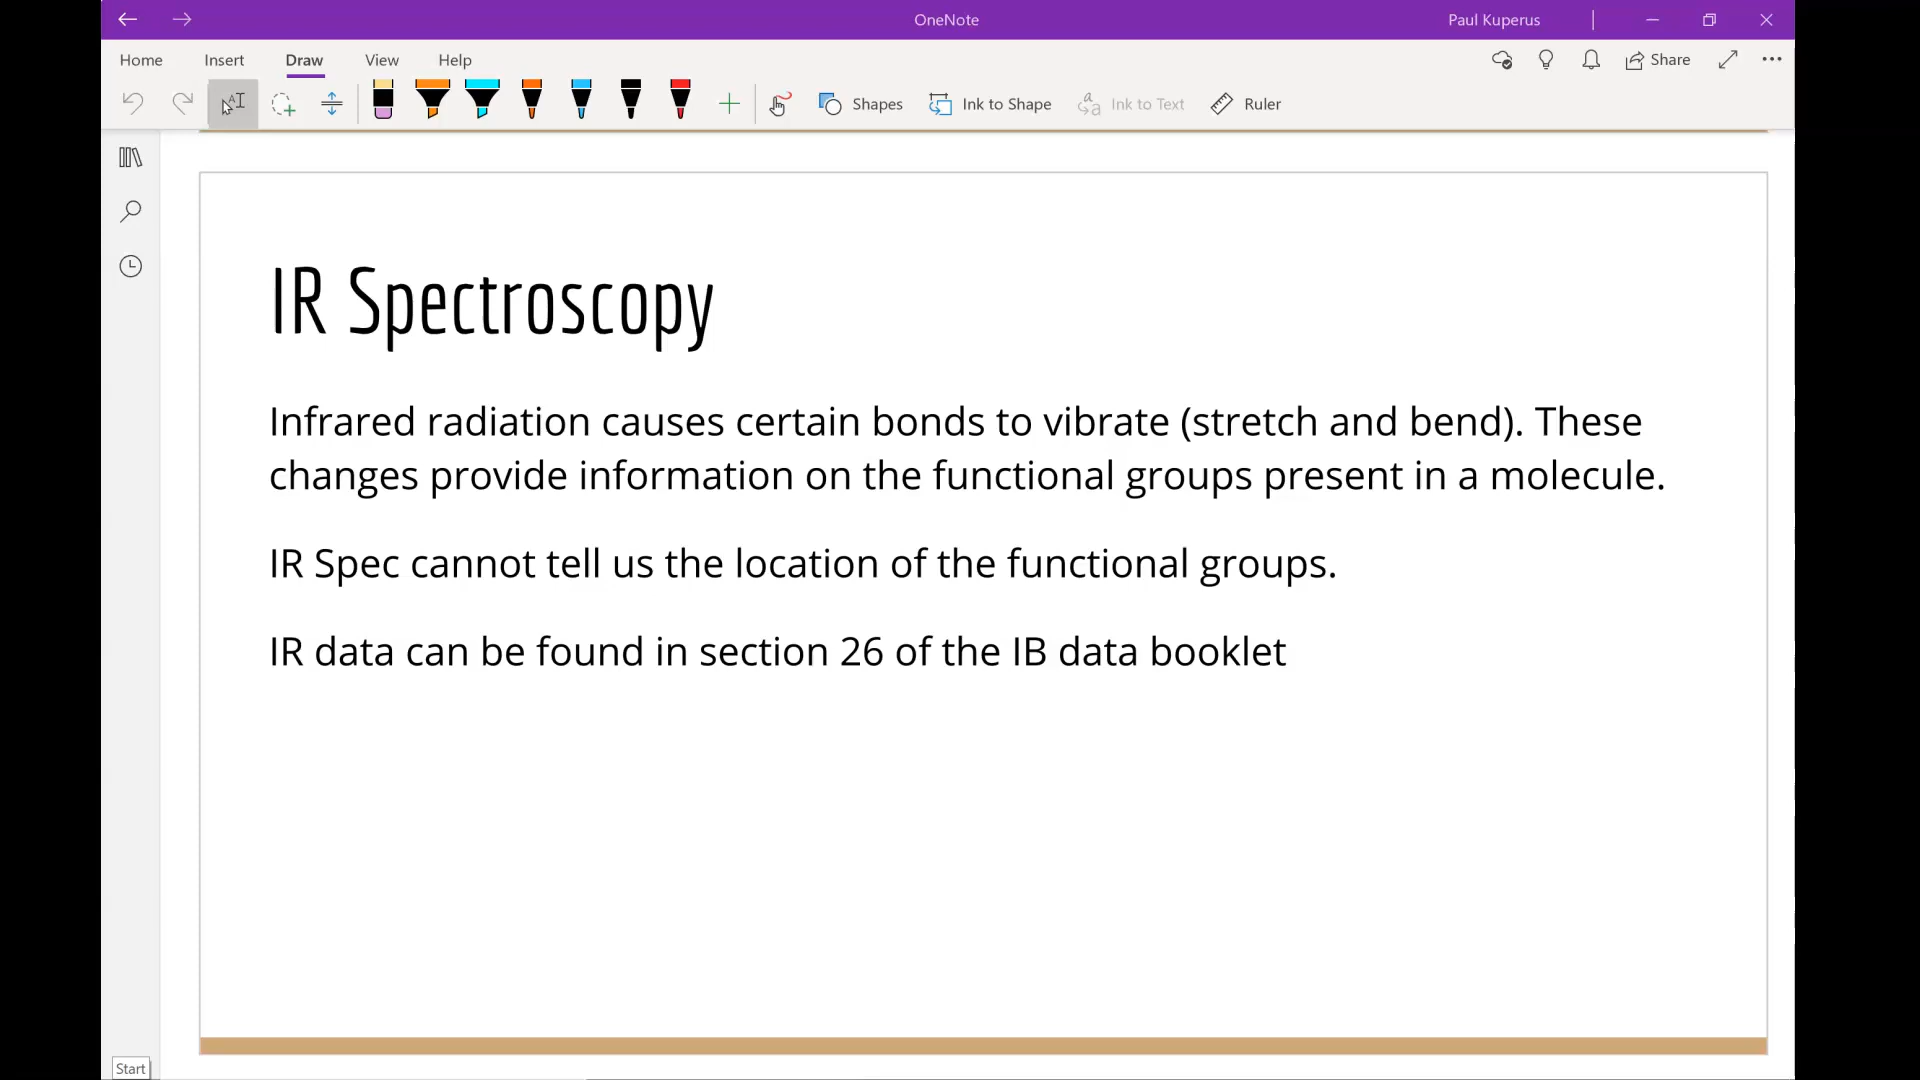 OneNote
Paul Kuperus
Home Insert Draw View Help
Share
Shapes Ink to Shape Ink to Text Ruler
IR Spectroscopy
Infrared radiation causes certain bonds to vibrate (stretch and bend). These
changes provide information on the functional groups present in a molecule.
IR Spec cannot tell us the location of the functional groups.
IR data can be found in section 26 of the IB data booklet
Start